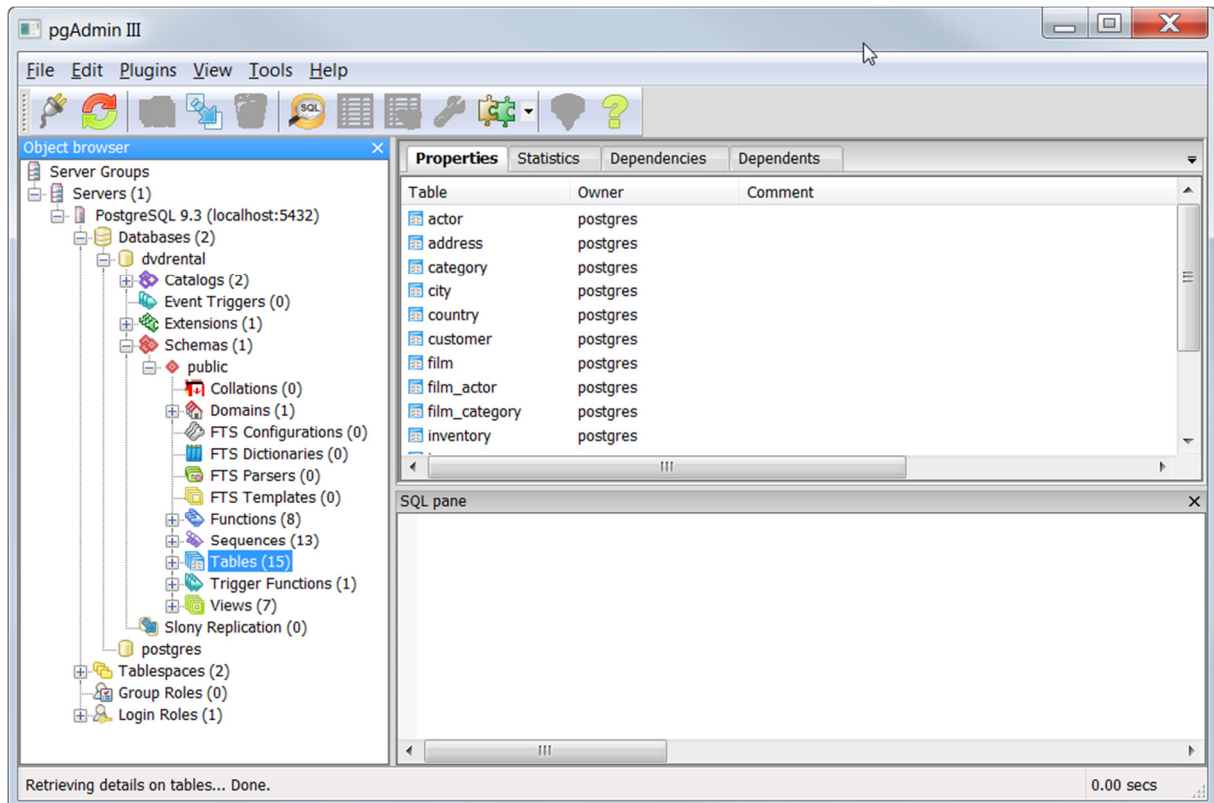 pgAdmin III
File Edit Plugins View Tools Help
SQL
Object browser
Server Groups
Servers (1)
PostgreSQL 9.3 (localhost:5432)
Databases (2)
dvdrental
Catalogs (2)
Event Triggers (0)
Extensions (1)
Schemas (1)
public
Collations (0)
Domains (1)
FTS Configurations (0)
FTS Dictionaries (0)
FTS Parsers (0)
FTS Templates (0)
Functions (8)
Sequences (13)
Tables (15)
Trigger Functions (1)
Views (7)
Slony Replication (0)
postgres
Tablespaces (2)
Group Roles (0)
Login Roles (1)
Properties Statistics Dependencies Dependents
Table Owner Comment
actor postgres
address postgres
category postgres
city postgres
country postgres
customer postgres
film postgres
film_actor postgres
film_category postgres
inventory postgres
SQL pane
Retrieving details on tables... Done. 0.00 secs